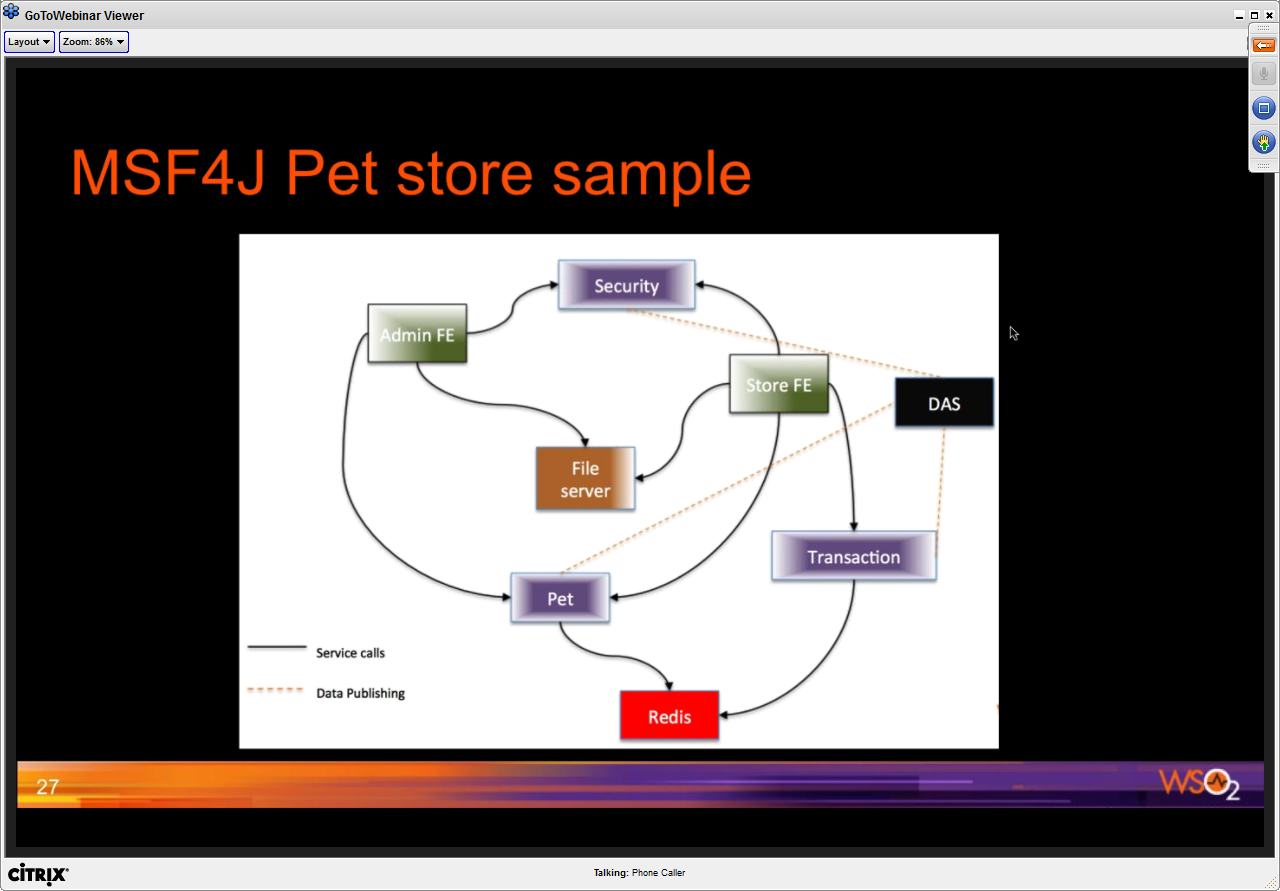 GoToWebinar Viewer
Layout
Zoom: 86%
MSF4J Pet store sample
Security
Admin FE
Store FE
DAS
File
server
Transaction
Pet
Service calls
Data Publishing
Redis
27
WSO2
CITRIX
Talking: Phone Caller